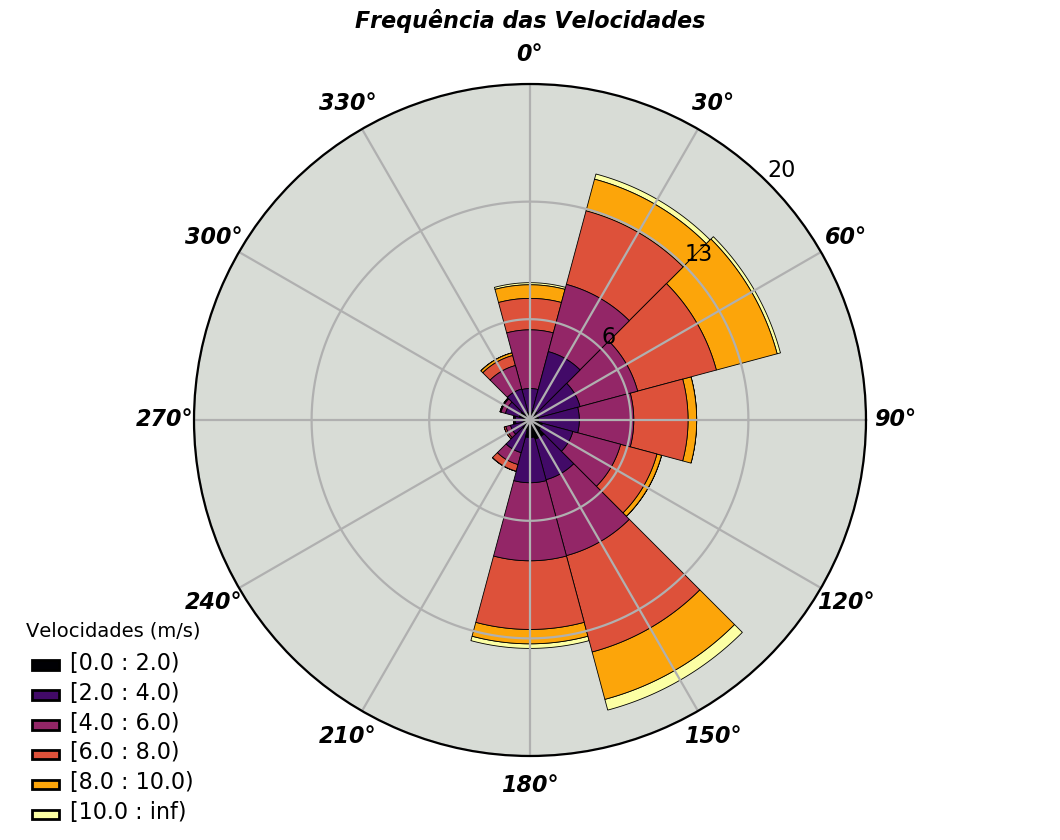 Frequência das Velocidades
0°
330°
30°
20
300°
60°
13
6
270°
90°
240°
120°
210°
150°
180°
Velocidades (m/s)
[0.0 : 2.0)
[2.0 : 4.0)
[4.0 : 6.0)
[6.0 : 8.0)
[8.0 : 10.0)
[10.0 : inf)